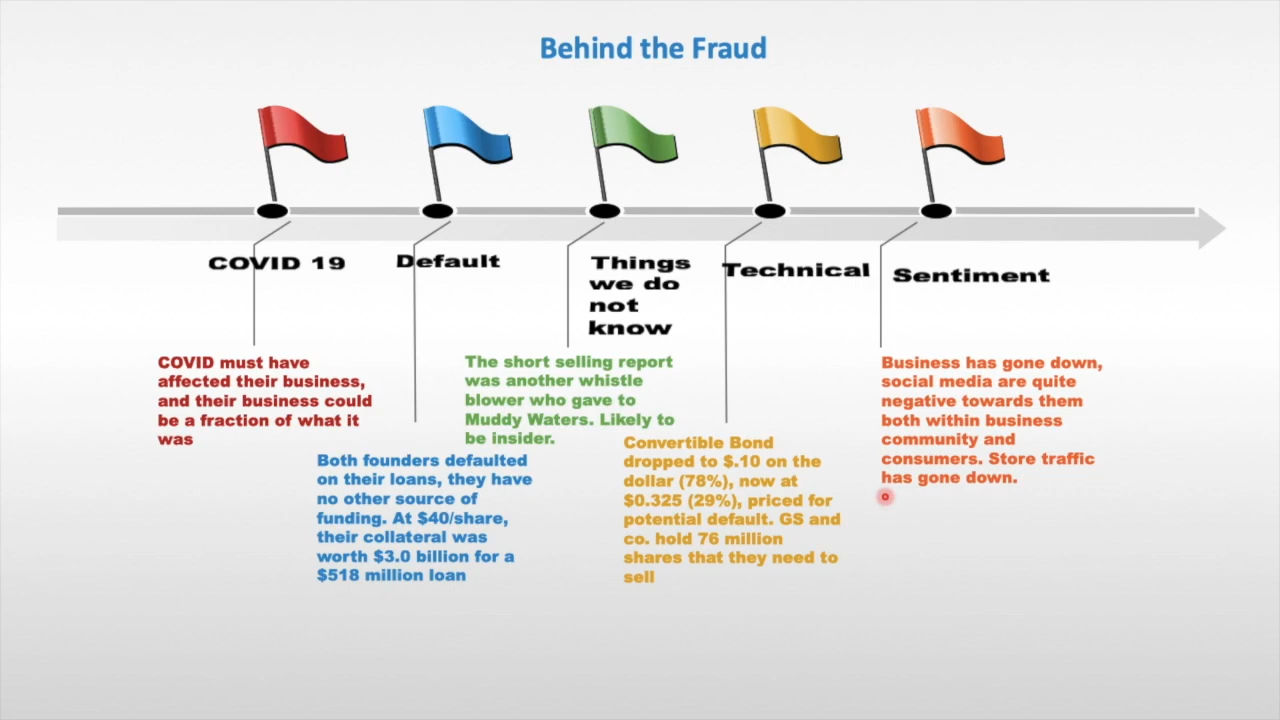 Behind the Fraud
COVID 19
Default
Things
we do
not
know
Technical
Sentiment
COVID must have
affected their business,
and their business could
be a fraction of what it
was
Both founders defaulted
on their loans, they have
no other source of
funding. At $40/share,
their collateral was
worth $3.0 billion for a
$518 million loan
The short selling report
was another whistle
blower who gave to
Muddy Waters. Likely to
be insider.
Convertible Bond
dropped to $.10 on the
dollar (78%), now at
$0.325 (29%), priced for
potential default. GS and
co. hold 76 million
shares that they need to
sell
Business has gone down,
social media are quite
negative towards them
both within business
community and
consumers. Store traffic
has gone down.